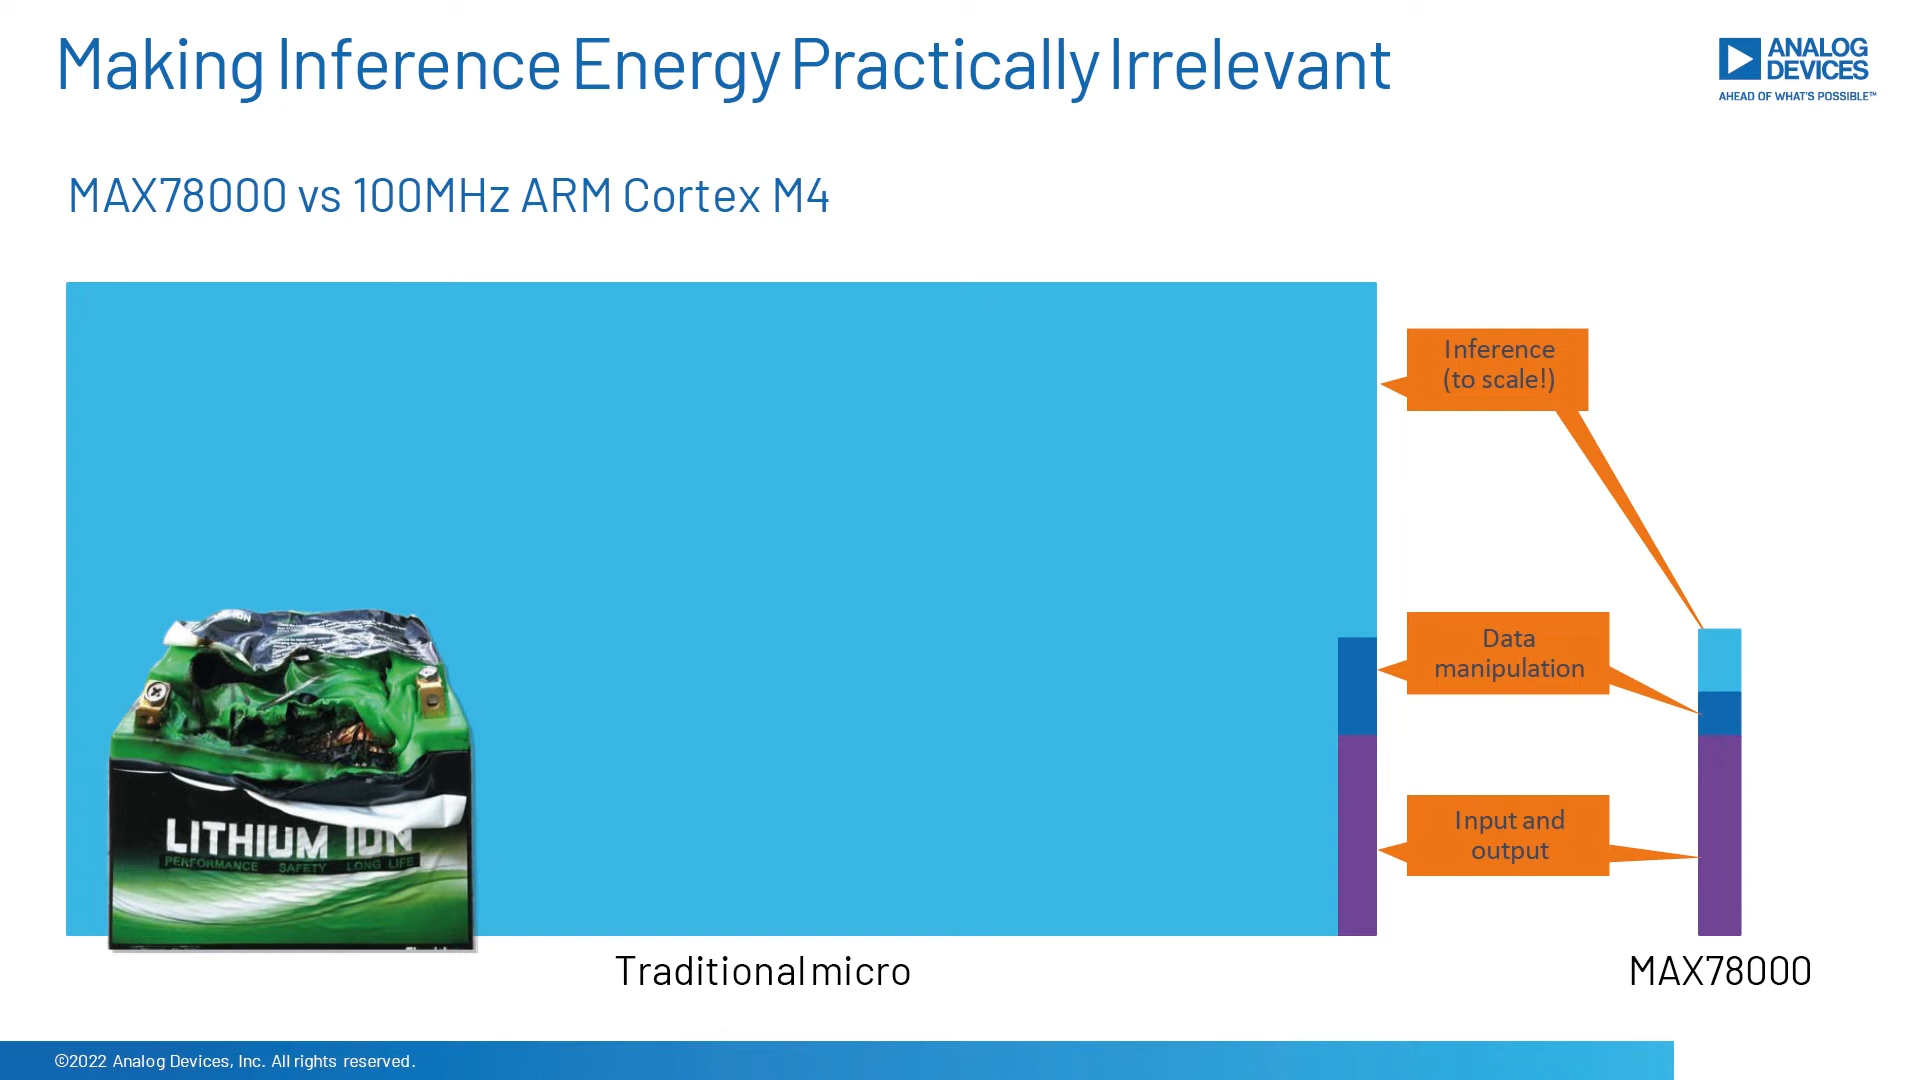 Making Inference Energy Practically Irrelevant
ANALOG
DEVICES
AHEAD OF WHAT'S POSSIBLE™
MAX78000 vs 100MHz ARM Cortex M4
Inference
(to scale!)
Data
manipulation
Input and
output
LITHIUM ION
PERFORMANCE SAFETY LONG LIFE
Traditional micro
MAX78000
©2022 Analog Devices, Inc. All rights reserved.